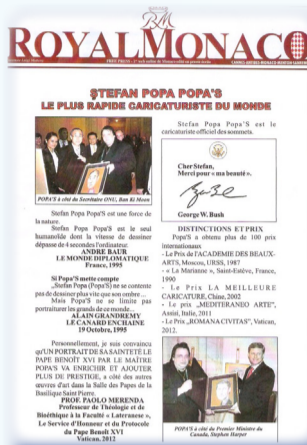 RM
ROYALMONACO
ŞTEFAN POPA POPA'S
LE PLUS RAPIDE CARICATURISTE DU MONDE
POPA'S à côté du Secrétaire ONU, Ban Ki Moon
Stefan Popa PopA'S est une force de
la nature.
Stefan Popa PopA'S est le seul
humanoïde dont la vitesse de dessiner
dépasse de 4 secondes l'ordinateur.
ANDRE BAUR
LE MONDE DIPLOMATIQUE
France, 1995
Si PopA'S mette compte
„Stefan Popa (PopA'S) ne se contente
pas de dessiner plus vite que son ombre...
Mais PopA'S ne se limite pas
portraiturer les grands de ce monde...
ALAIN GRANDREMY
LE CANARD ENCHAINE
19 Octobre, 1995
Personnellement, je suis convaincu
qu'UN PORTRAIT DE SA SAINTETÉ LE
PAPE BENOÎT XVI PAR LE MAÎTRE
POPA'S VA ENRICHIR ET AJOUTER
PLUS DE PRESTIGE, a côté des autres
œuvres d'art dans la Salle des Papes de la
Basilique Saint Pierre.
PROF. PAOLO MERENDA
Professeur de Théologie et de
Bioéthique à la Faculté « Lateranese »,
Le Service d'Honneur et du Protocole
du Pape Benoît XVI
Vatican, 2012
Stefan Popa Popa'S est le
caricaturiste officiel des sommets.
Cher Stefan,
Merci pour « ma beauté ».
George W. Bush
DISTINCTIONS ET PRIX
PopA'S a obtenu plus de 100 prix
internationaux
- Le Prix de l'ACADÉMIE DES BEAUX-
ARTS, Moscou, URSS, 1987
- « La Marianne », Saint-Estève, France,
1990
- Le Prix LA MEILLEURE
CARICATURE, Chine, 2002
- Le prix „MEDITERANEO ARTE”,
Assisi, Italie, 2011
- Le Prix „ROMANA CIVITAS”, Vatican,
2012.
POPA'S à côté du Premier Ministre du
Canada, Stephen Harper